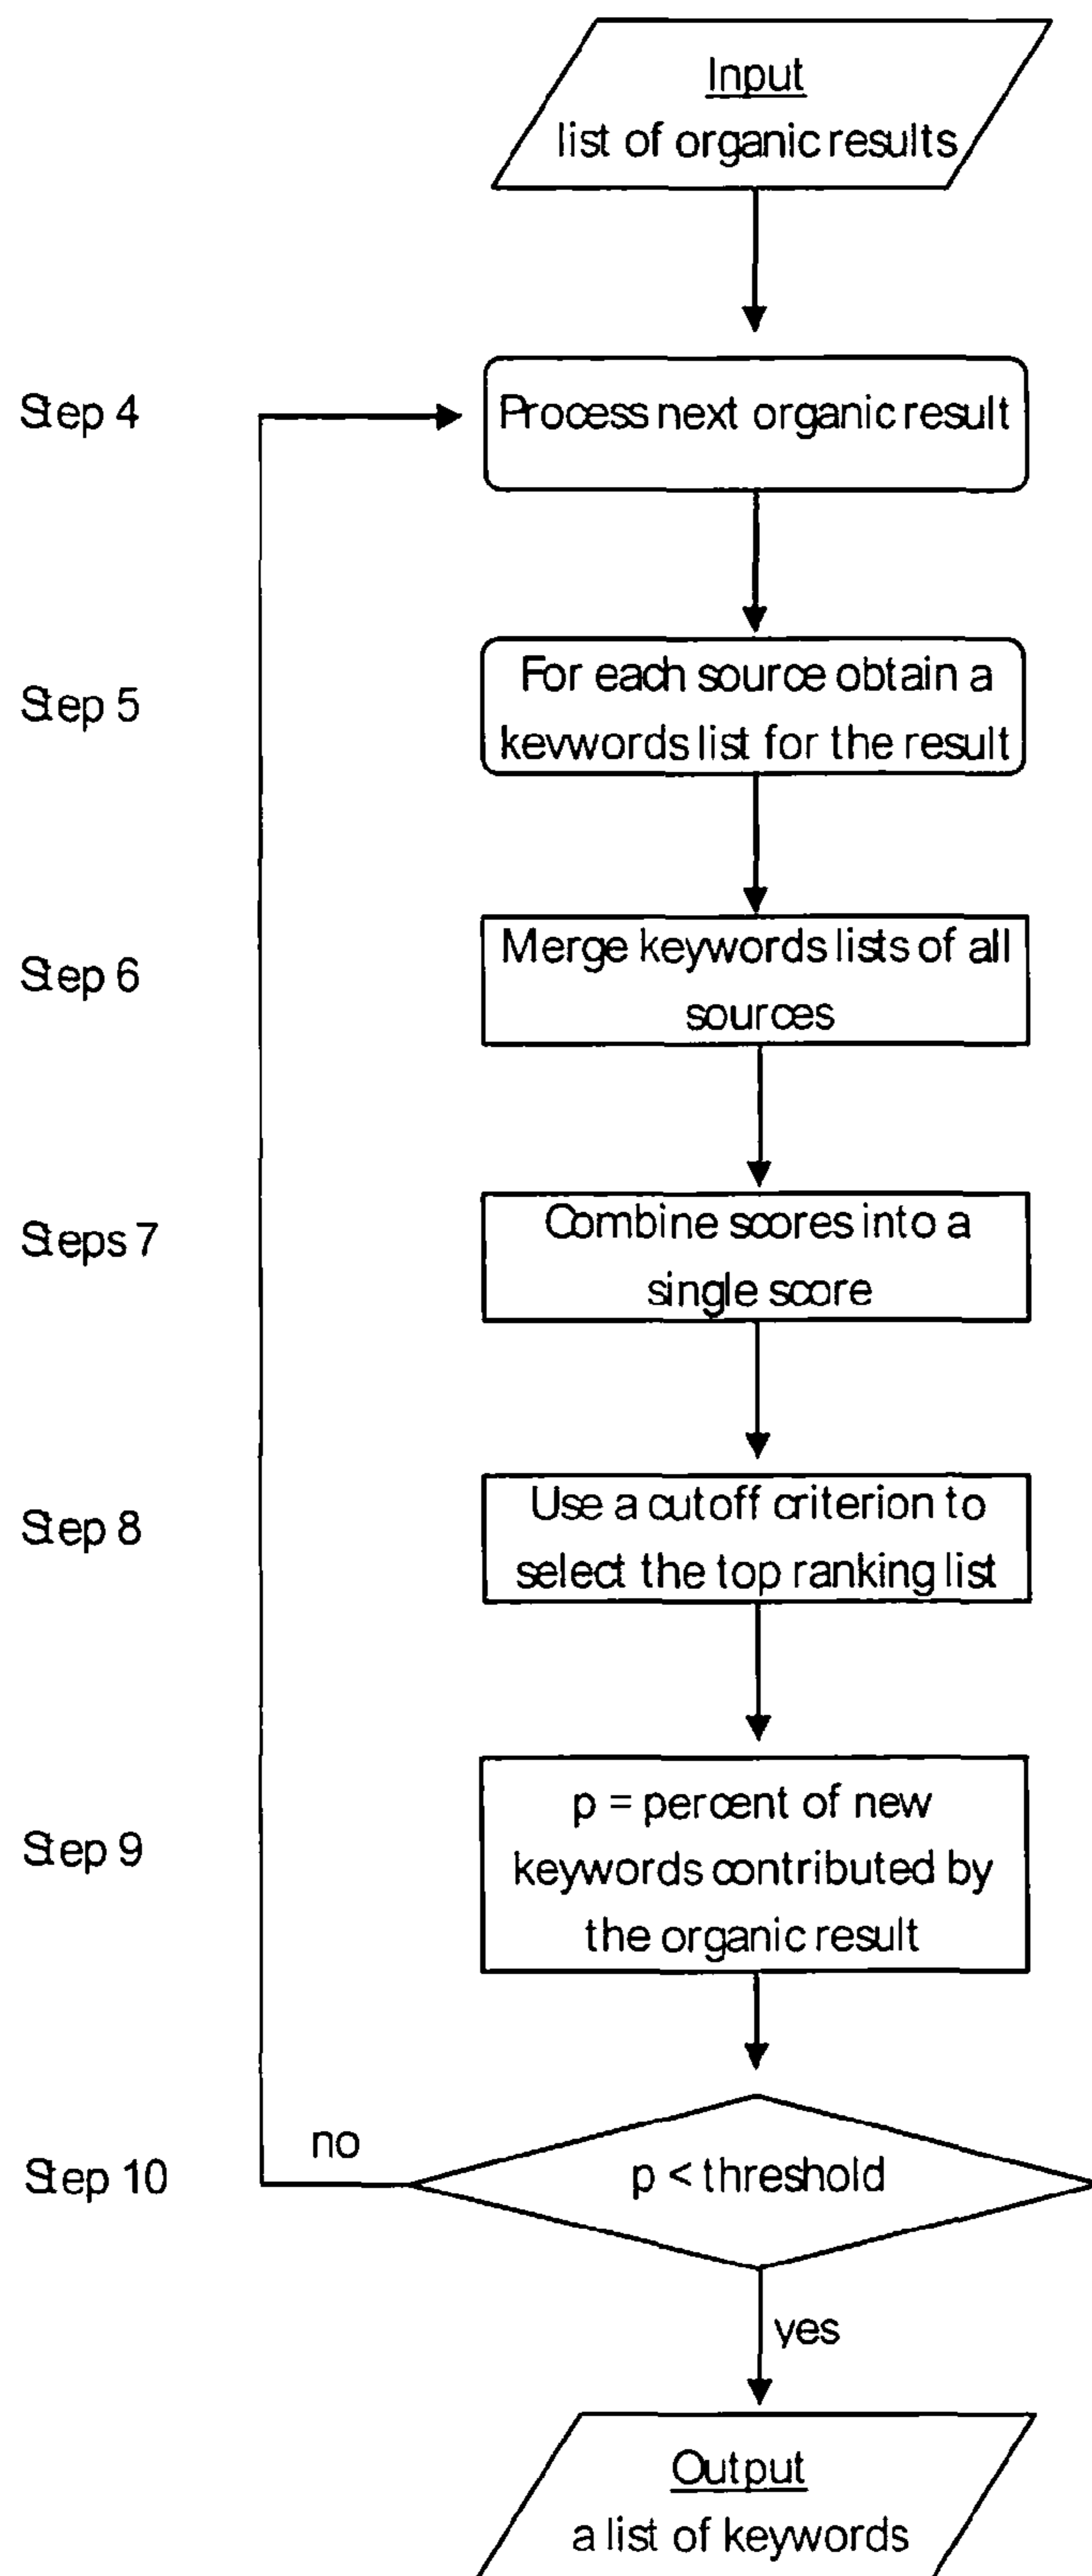 Input
list of organic results
Step 4
Process next organic result
Step 5
For each source obtain a
keywords list for the result
Step 6
Merge keywords lists of all
sources
Steps 7
Combine scores into a
single score
Step 8
Use a cutoff criterion to
select the top ranking list
Step 9
p = percent of new
keywords contributed by
the organic result
Step 10
no
p < threshold
yes
Output
a list of keywords